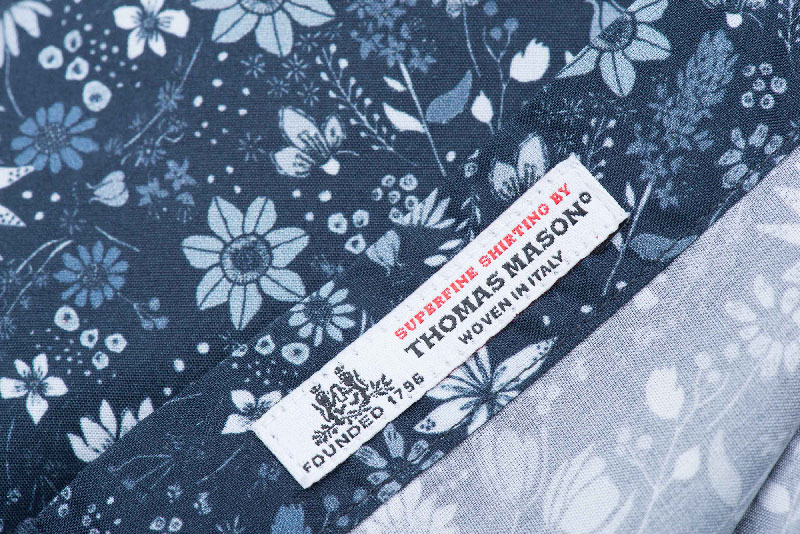 SUPERFINE SHIRTING BY
THOMAS MASON®
WOVEN IN ITALY
FOUNDED 1796